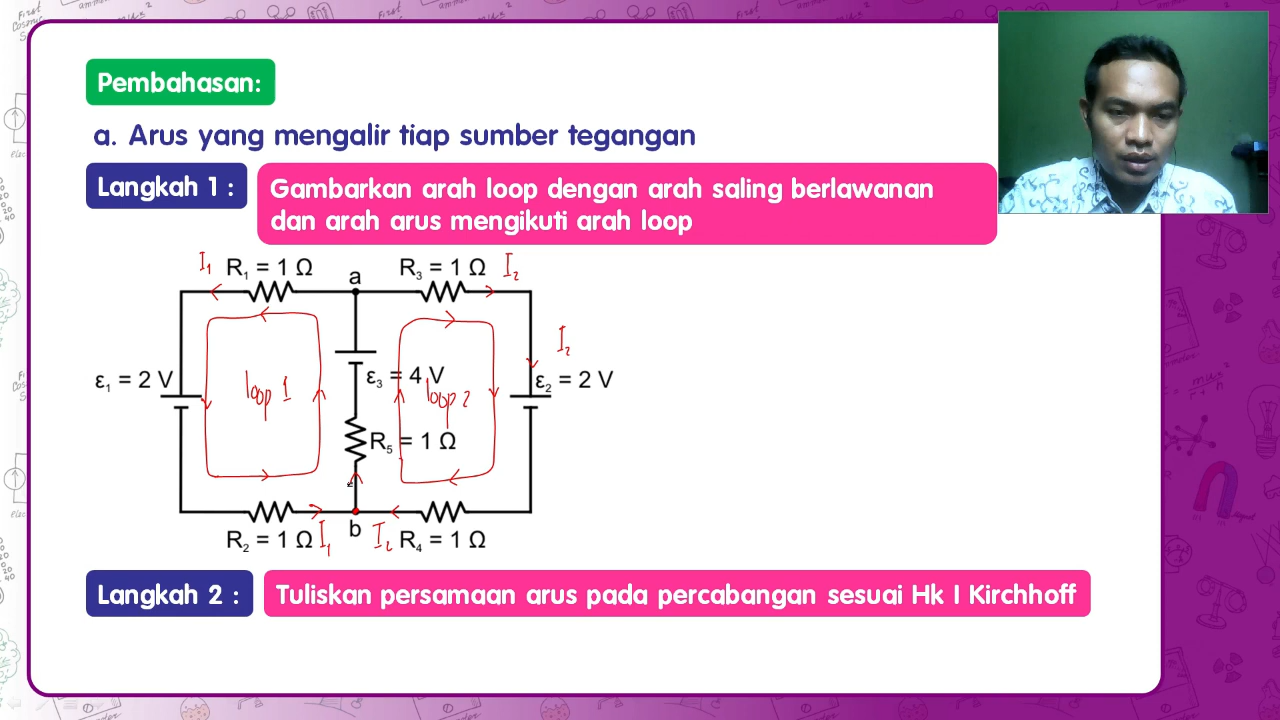 Pembahasan:
a. Arus yang mengalir tiap sumber tegangan
Langkah 1 :
Gambarkan arah loop dengan arah saling berlawanan
dan arah arus mengikuti arah loop
I₁ R₁ = 1 Ω a R₃ = 1 Ω I₂
I₂
ε₁ = 2 V loop 1 ε₃ = 4 V loop 2 ε₂ = 2 V
R₅ = 1 Ω
R₂ = 1 Ω I₁ b I₂ R₄ = 1 Ω
Langkah 2 :
Tuliskan persamaan arus pada percabangan sesuai Hk I Kirchhoff